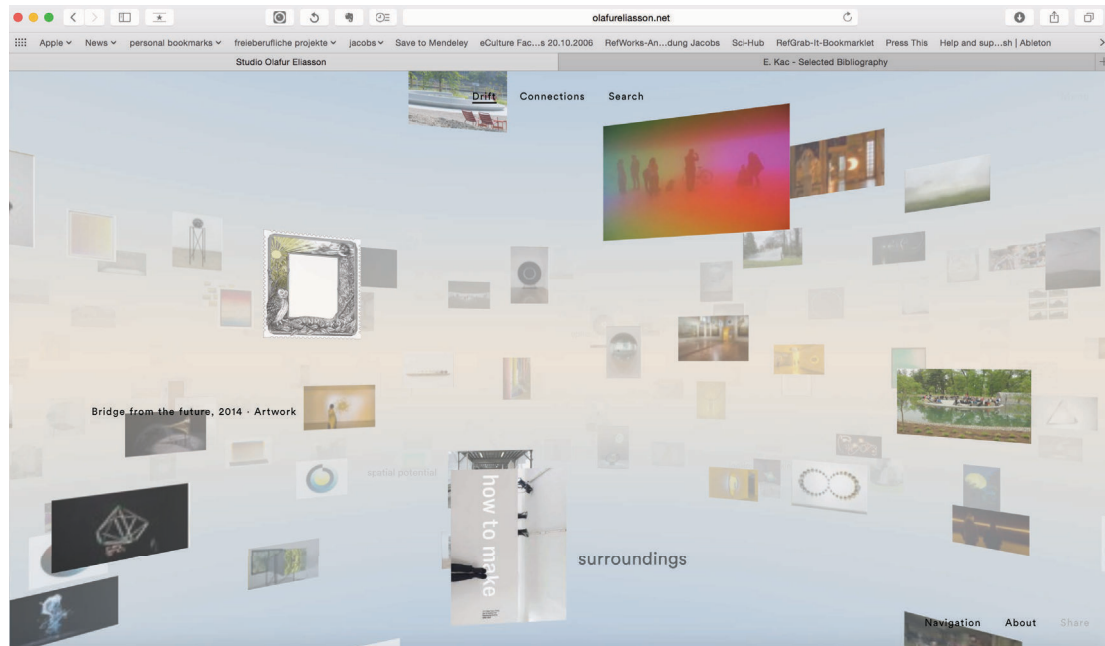 olafureliasson.net
Apple News personal bookmarks freieberufliche projekte jacobs Save to Mendeley eCulture Fac...s 20.10.2006 RefWorks-An...dung Jacobs Sci-Hub RefGrab-It-Bookmarklet Press This Help and sup...sh | Ableton
Studio Olafur Eliasson E. Kac - Selected Bibliography
Drift Connections Search
Bridge from the future, 2014 · Artwork
spatial potential
how to make
surroundings
Navigation About Share